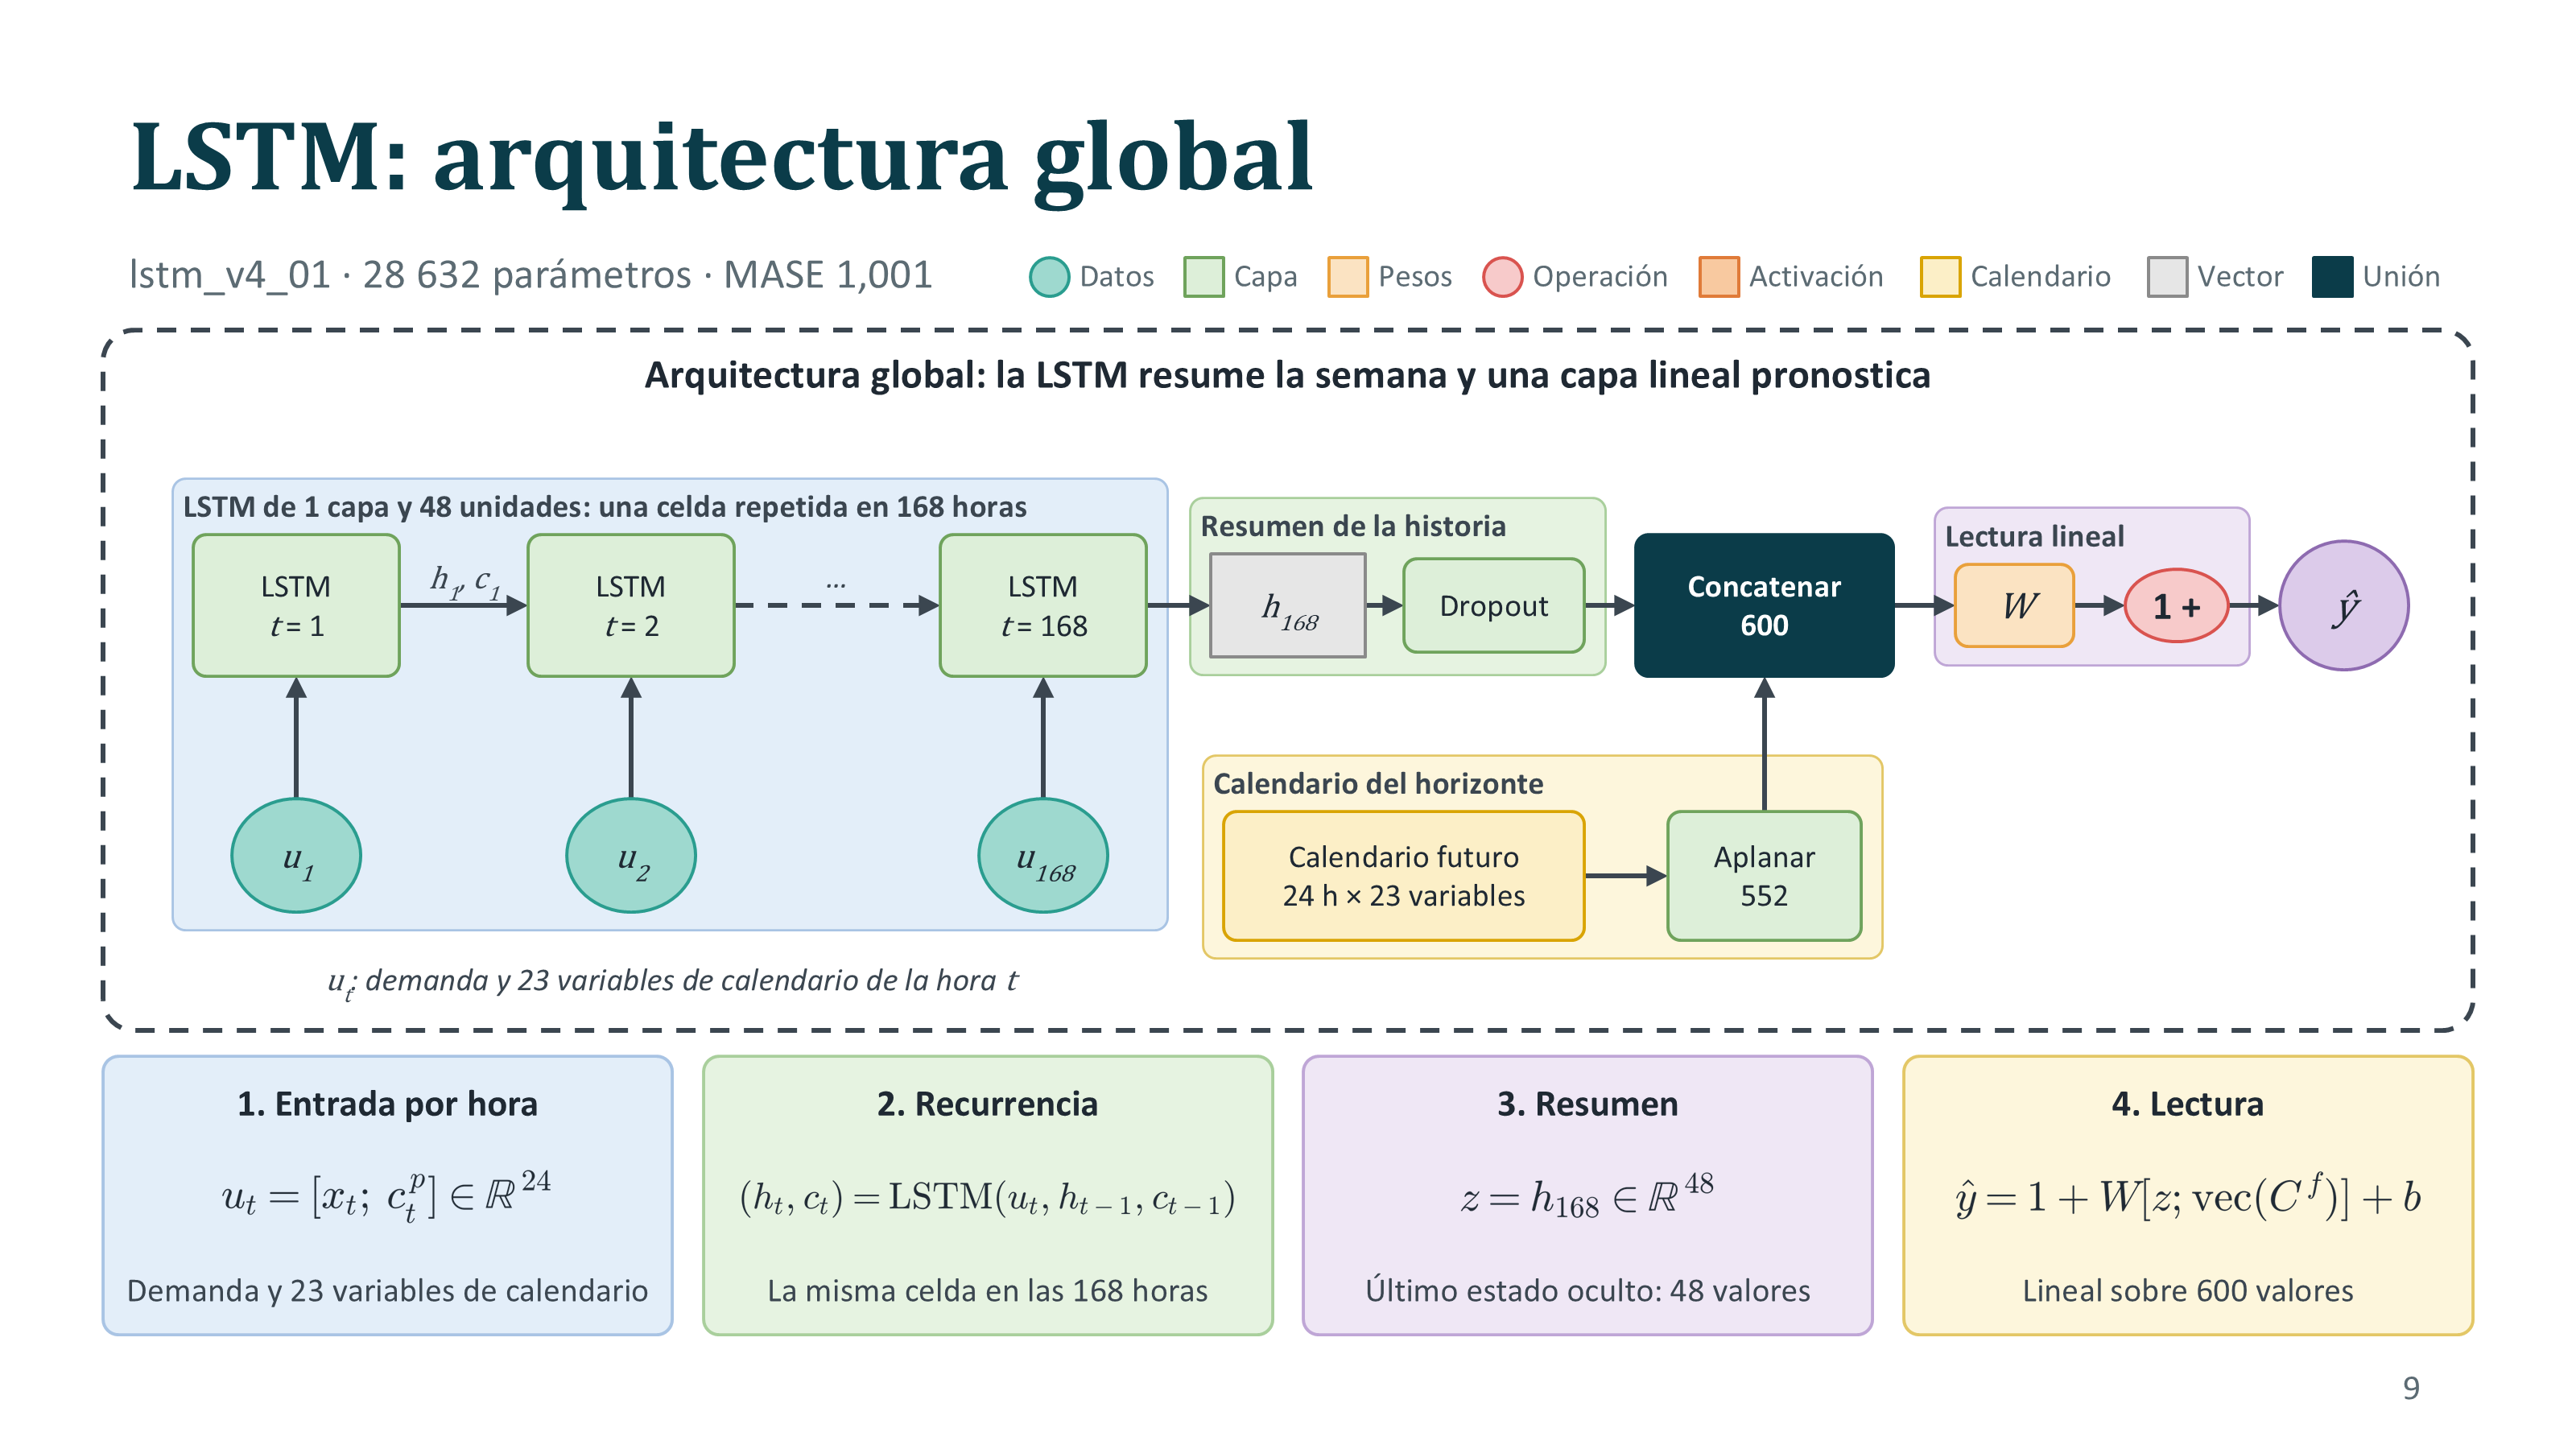 LSTM: arquitectura global
lstm_v4_01 · 28 632 parámetros · MASE 1,001
Datos
Capa
Pesos
Operación
Activación
Calendario
Vector
Unión
Arquitectura global: la LSTM resume la semana y una capa lineal pronostica
LSTM de 1 capa y 48 unidades: una celda repetida en 168 horas
LSTM
t = 1
h₁, c₁
LSTM
t = 2
...
LSTM
t = 168
u₁
u₂
u₁₆₈
uₜ: demanda y 23 variables de calendario de la hora t
Resumen de la historia
h₁₆₈
Dropout
Concatenar
600
Lectura lineal
W
1 +
ŷ
Calendario del horizonte
Calendario futuro
24 h × 23 variables
Aplanar
552
1. Entrada por hora
uₜ = [xₜ; cₜᵖ] ∈ ℝ²⁴
Demanda y 23 variables de calendario
2. Recurrencia
(hₜ, cₜ) = LSTM(uₜ, hₜ₋₁, cₜ₋₁)
La misma celda en las 168 horas
3. Resumen
z = h₁₆₈ ∈ ℝ⁴⁸
Último estado oculto: 48 valores
4. Lectura
ŷ = 1 + W[z; vec(Cᶠ)] + b
Lineal sobre 600 valores
9